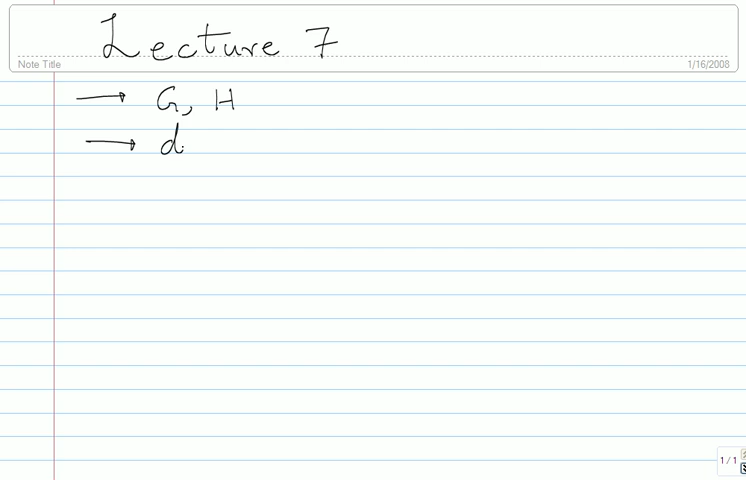 Lecture 7
Note Title
1/16/2008
→ G, H
→ d
1 / 1